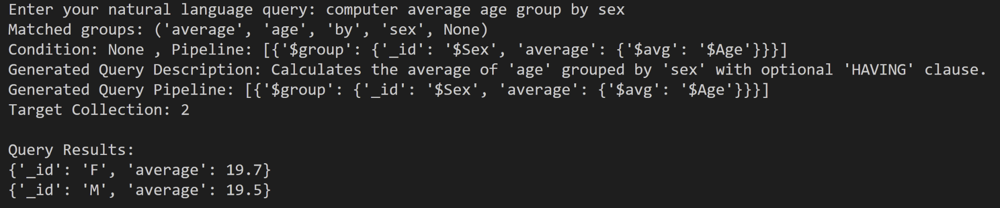 Enter your natural language query: computer average age group by sex
Matched groups: ('average', 'age', 'by', 'sex', None)
Condition: None , Pipeline: [{'$group': {'_id': '$Sex', 'average': {'$avg': '$Age'}}}]
Generated Query Description: Calculates the average of 'age' grouped by 'sex' with optional 'HAVING' clause.
Generated Query Pipeline: [{'$group': {'_id': '$Sex', 'average': {'$avg': '$Age'}}}]
Target Collection: 2
Query Results:
{'_id': 'F', 'average': 19.7}
{'_id': 'M', 'average': 19.5}